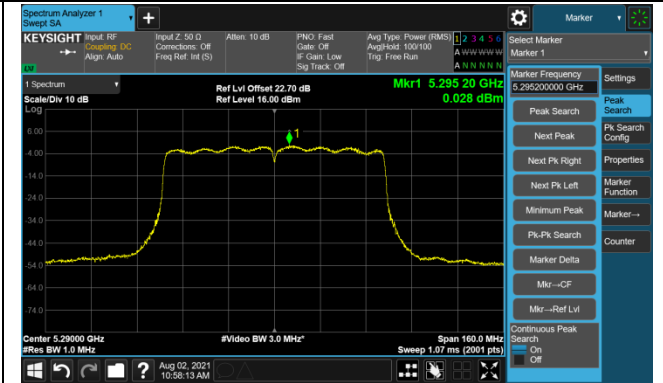 Spectrum Analyzer 1
Swept SA
+
Marker
KEYSIGHT
Input: RF
Coupling: DC
Align: Auto
Input Z: 50 Ω
Corrections: Off
Freq Ref: Int (S)
Atten: 10 dB
PNO: Fast
Gate: Off
IF Gain: Low
Sig Track: Off
Avg Type: Power (RMS)
Avg|Hold: 100/100
Trig: Free Run
1 2 3 4 5 6
A W W W W W
A N N N N N
Select Marker
Marker 1
1 Spectrum
Scale/Div 10 dB
Log
Ref Lvl Offset 22.70 dB
Ref Level 16.00 dBm
Mkr1 5.295 20 GHz
0.028 dBm
6.00
-4.00
-14.0
-24.0
-34.0
-44.0
-54.0
-64.0
-74.0
1
Center 5.29000 GHz
#Res BW 1.0 MHz
#Video BW 3.0 MHz*
Span 160.0 MHz
Sweep 1.07 ms (2001 pts)
Marker Frequency
5.295200000 GHz
Peak Search
Next Peak
Next Pk Right
Next Pk Left
Minimum Peak
Pk-Pk Search
Marker Delta
Mkr→CF
Mkr→Ref Lvl
Continuous Peak
Search
On
Off
Settings
Peak
Search
Pk Search
Config
Properties
Marker
Function
Marker→
Counter
?
Aug 02, 2021
10:58:13 AM